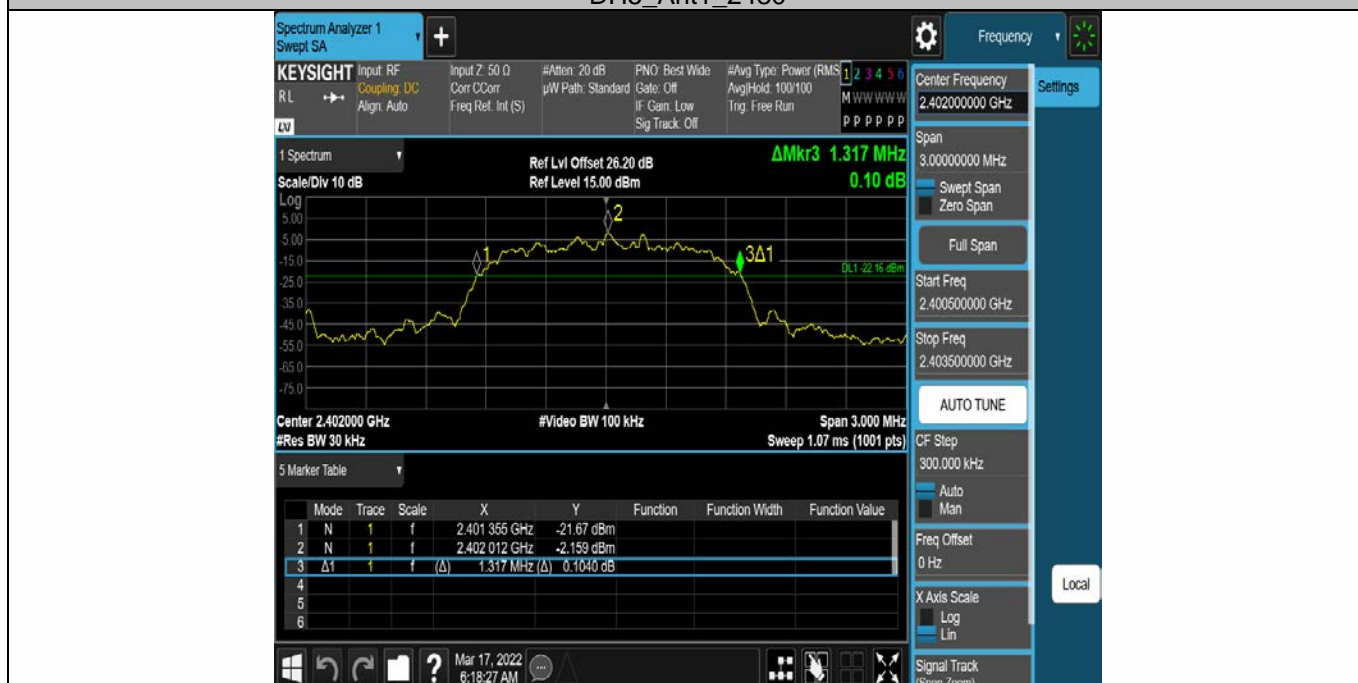 Spectrum Analyzer 1
Swept SA
+
Frequency
KEYSIGHT
RL
LXI
Input: RF
Coupling: DC
Align: Auto
Input Z: 50 Ω
Corr CCorr
Freq Ref: Int (S)
#Atten: 20 dB
µW Path: Standard
PNO: Best Wide
Gate: Off
IF Gain: Low
Sig Track: Off
#Avg Type: Power (RMS
Avg|Hold: 100/100
Trig: Free Run
1 2 3 4 5 6
M W W W W W
P P P P P P
1 Spectrum
Scale/Div 10 dB
Ref Lvl Offset 26.20 dB
Ref Level 15.00 dBm
ΔMkr3 1.317 MHz
0.10 dB
Log
5.00
-5.00
-15.0
-25.0
-35.0
-45.0
-55.0
-65.0
-75.0
1
2
3Δ1
DL1 -22.16 dBm
Center 2.402000 GHz
#Video BW 100 kHz
Span 3.000 MHz
#Res BW 30 kHz
Sweep 1.07 ms (1001 pts)
5 Marker Table
Mode Trace Scale X Y Function Function Width Function Value
1 N 1 f 2.401 355 GHz -21.67 dBm
2 N 1 f 2.402 012 GHz -2.159 dBm
3 Δ1 1 f (Δ) 1.317 MHz (Δ) 0.1040 dB
4
5
6
?
Mar 17, 2022
6:18:27 AM
Center Frequency
2.402000000 GHz
Settings
Span
3.00000000 MHz
Swept Span
Zero Span
Full Span
Start Freq
2.400500000 GHz
Stop Freq
2.403500000 GHz
AUTO TUNE
CF Step
300.000 kHz
Auto
Man
Freq Offset
0 Hz
X Axis Scale
Log
Lin
Local
Signal Track
(Span Zoom)